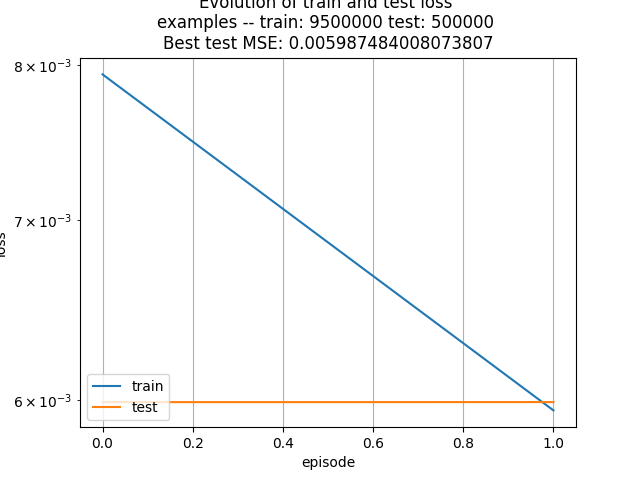 Evolution of train and test loss
examples -- train: 9500000 test: 500000
Best test MSE: 0.005987484008073807
8 × 10⁻³
7 × 10⁻³
6 × 10⁻³
loss
train
test
0.0 0.2 0.4 0.6 0.8 1.0
episode